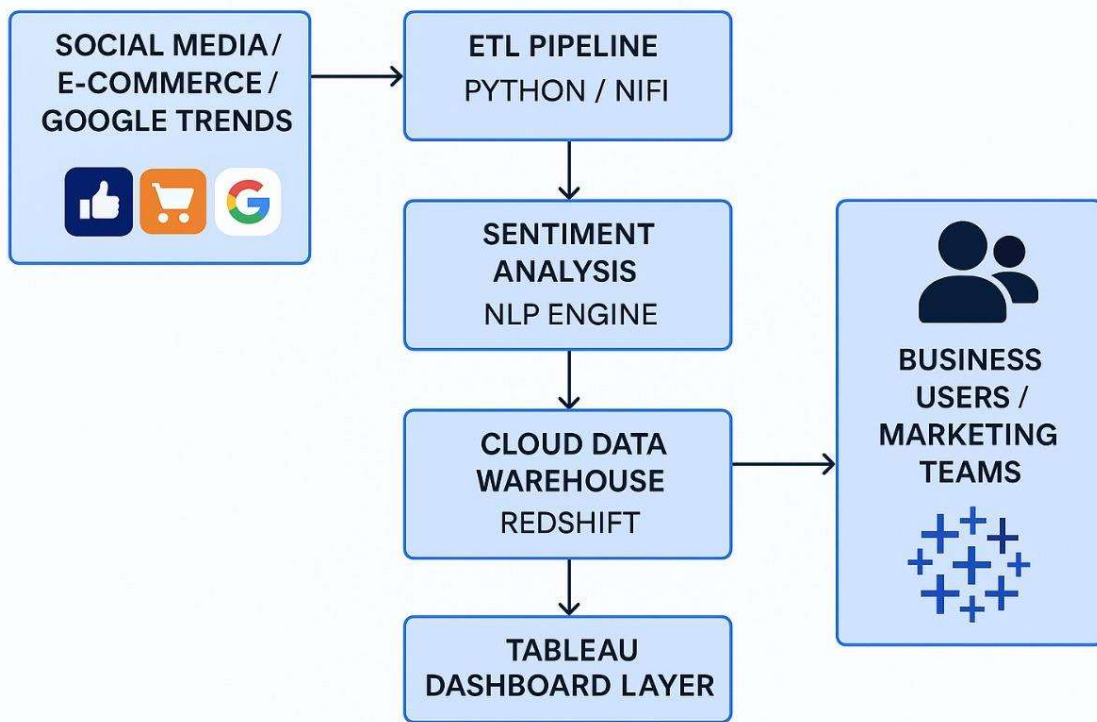 SOCIAL MEDIA/
E-COMMERCE/
GOOGLE TRENDS
ETL PIPELINE
PYTHON / NIFI
SENTIMENT
ANALYSIS
NLP ENGINE
CLOUD DATA
WAREHOUSE
REDSHIFT
TABLEAU
DASHBOARD LAYER
BUSINESS
USERS /
MARKETING
TEAMS